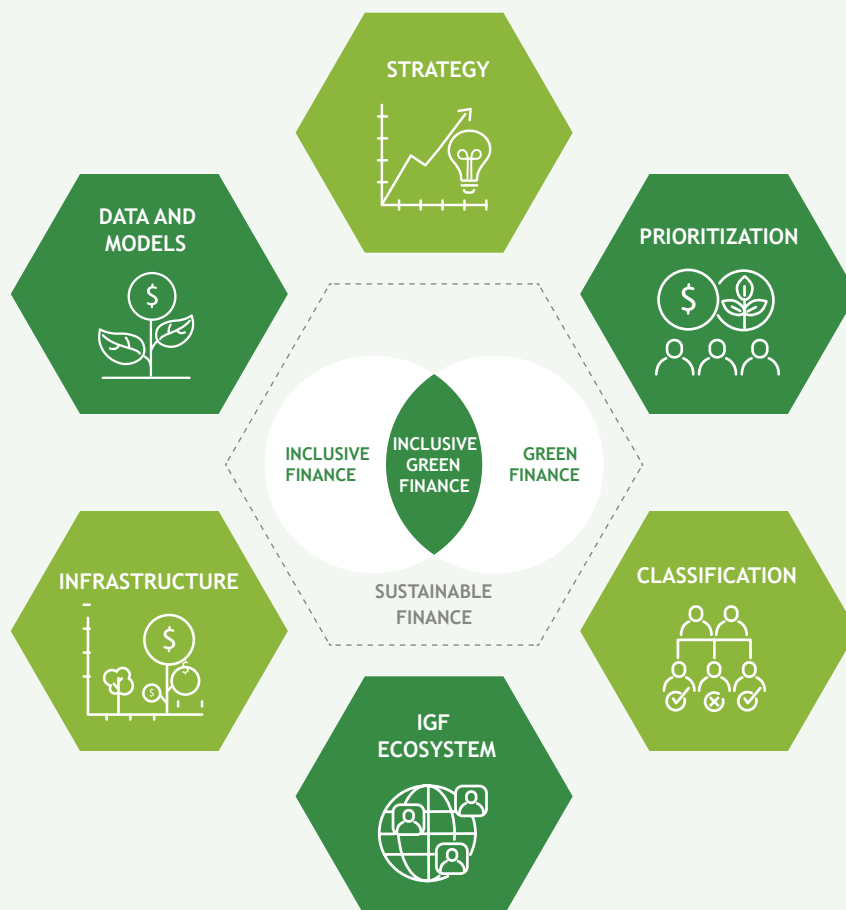 STRATEGY
DATA AND
MODELS
$
PRIORITIZATION
$
INCLUSIVE
FINANCE
INCLUSIVE
GREEN
FINANCE
GREEN
FINANCE
SUSTAINABLE
FINANCE
INFRASTRUCTURE
$
$
$
CLASSIFICATION
IGF
ECOSYSTEM